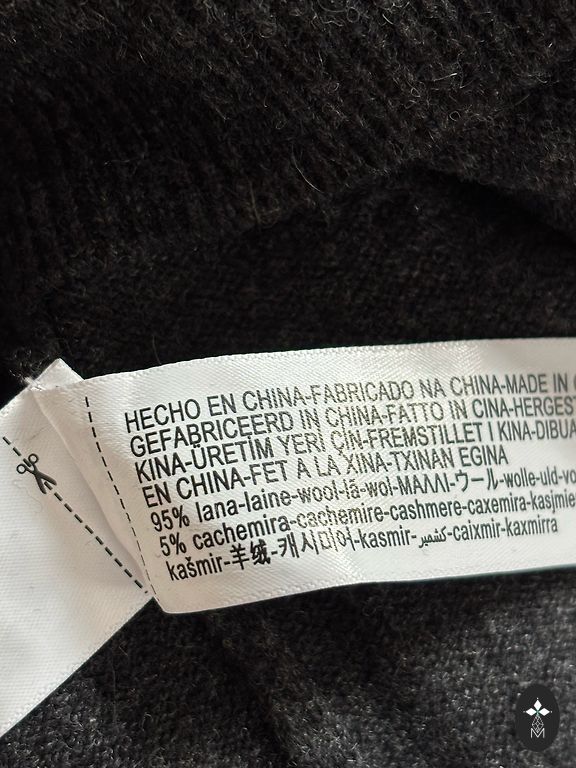 HECHO EN CHINA-FABRICADO NA CHINA-MADE IN
GEFABRICEERD IN CHINA-FATTO IN CINA-HERGEST
KINA-ÜRETİM YERİ ÇİN-FREMSTILLET I KINA-DIBUA
EN CHINA-FET A LA XINA-TXINAN EGINA
95% lana-laine-wool-lã-wol-ΜΑΛΛΙ-ウール-wolle-uld-vo
5% cachemira-cachemire-cashmere-caxemira-kasjmie
kašmir-羊绒-캐시미어-kasmir-كشمير-caixmir-kaxmirra
M